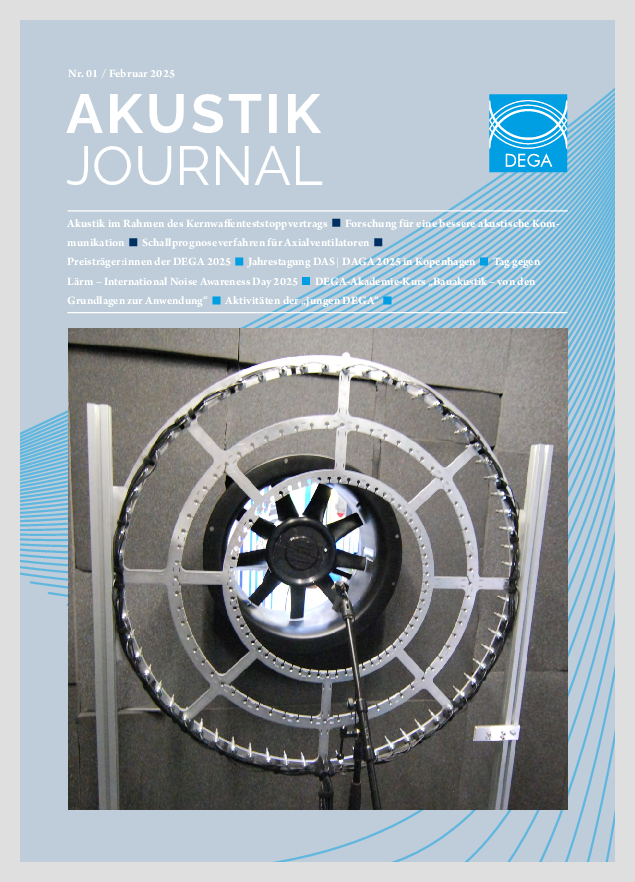 Nr. 01 / Februar 2025
AKUSTIK
JOURNAL
DEGA
Akustik im Rahmen des Kernwaffenteststoppvertrags ■ Forschung für eine bessere akustische Kom-
munikation ■ Schallprognoseverfahren für Axialventilatoren ■
Preisträger:innen der DEGA 2025 ■ Jahrestagung DAS | DAGA 2025 in Kopenhagen ■ Tag gegen
Lärm – International Noise Awareness Day 2025 ■ DEGA-Akademie-Kurs „Bauakustik – von den
Grundlagen zur Anwendung“ ■ Aktivitäten der „jungen DEGA“ ■